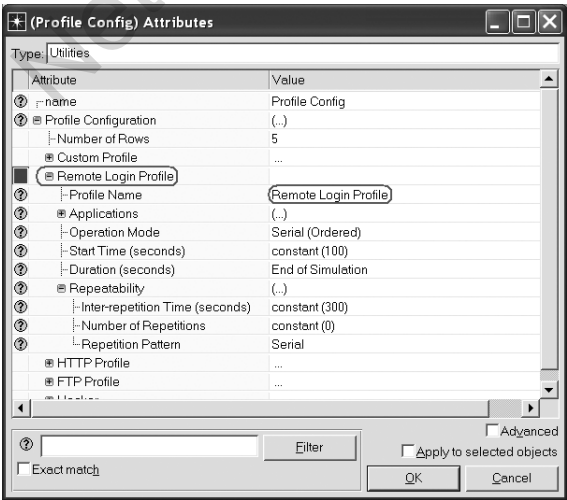 (Profile Config) Attributes
Type: Utilities
Attribute Value
name Profile Config
Profile Configuration (...)
Number of Rows 5
Custom Profile ...
Remote Login Profile
Profile Name Remote Login Profile
Applications (...)
Operation Mode Serial (Ordered)
Start Time (seconds) constant (100)
Duration (seconds) End of Simulation
Repeatability (...)
Inter-repetition Time (seconds) constant (300)
Number of Repetitions constant (0)
Repetition Pattern Serial
HTTP Profile ...
FTP Profile ...
Advanced
Filter
Apply to selected objects
Exact match
OK Cancel